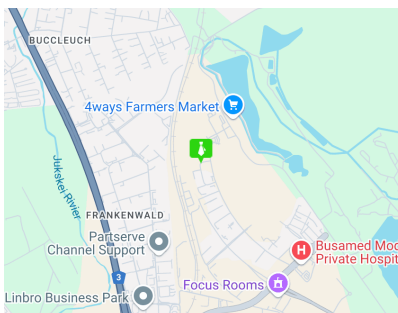 BUCCLEUCH
4ways Farmers Market
Jukskei Rivier
FRANKENWALD
Partserve
Channel Support
Busamed Mod
Private Hospit
3
Focus Rooms
Linbro Business Park
H